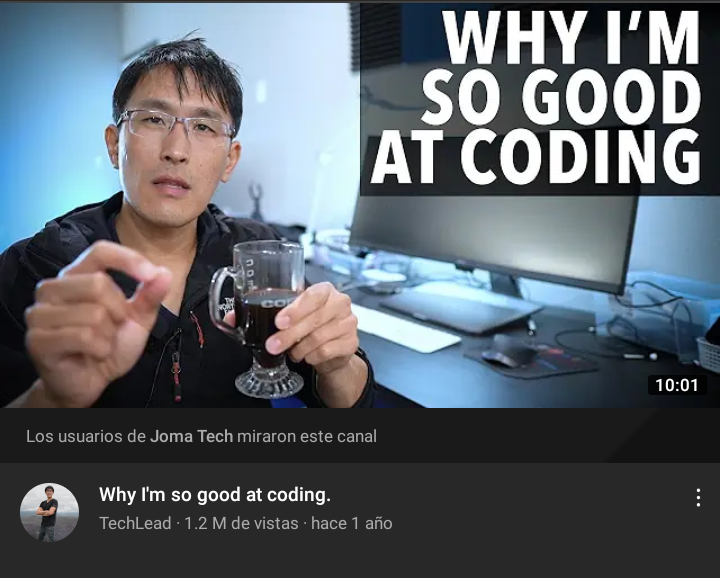 WHY I'M
SO GOOD
AT CODING
10:01
Los usuarios de Joma Tech miraron este canal
Why I'm so good at coding.
TechLead · 1.2 M de vistas · hace 1 año